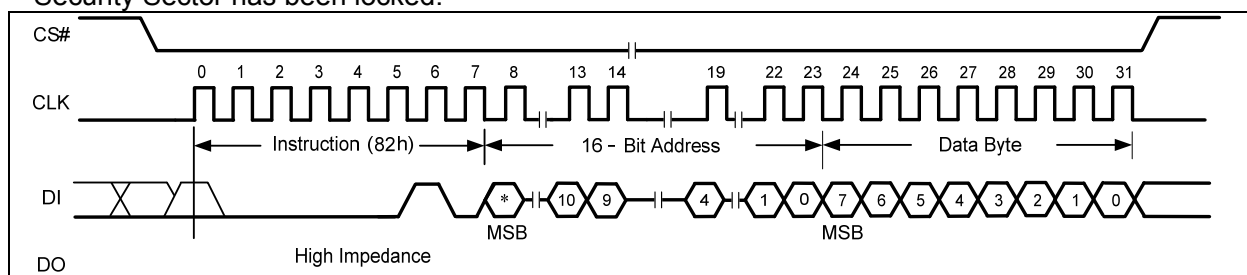 Security Sector has been locked.
CS#
0 1 2 3 4 5 6 7 8 13 14 19 22 23 24 25 26 27 28 29 30 31
CLK
Instruction (82h) 16 - Bit Address Data Byte
DI * 10 9 4 1 0 7 6 5 4 3 2 1 0
MSB MSB
High Impedance
DO